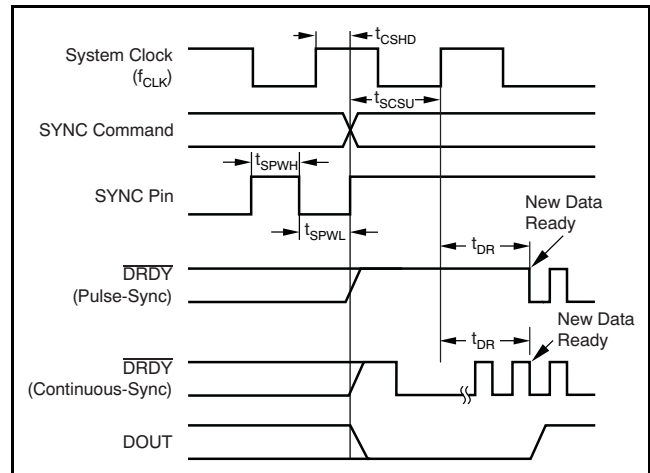 System Clock
(fCLK)
tCSHD
tSCSU
SYNC Command
tSPWH
SYNC Pin
tSPWL
New Data
Ready
tDR
DRDY
(Pulse-Sync)
New Data
Ready
tDR
DRDY
(Continuous-Sync)
DOUT